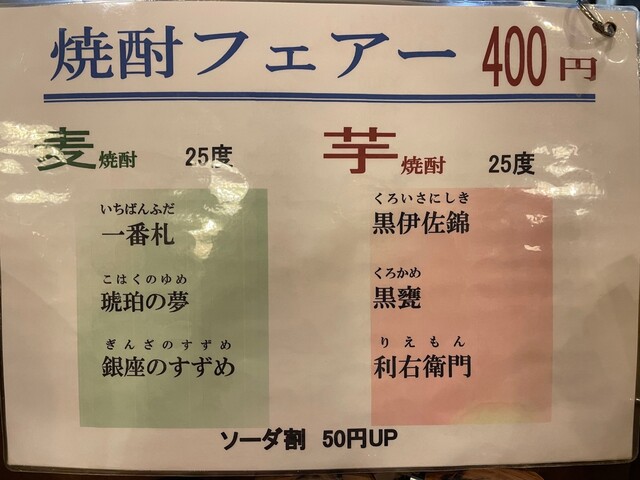 焼酎フェアー 400円
麦焼酎 25度
いちばんふだ
一番札
こはくのゆめ
琥珀の夢
ぎんざのすずめ
銀座のすずめ
芋焼酎 25度
くろいさにしき
黒伊佐錦
くろかめ
黒甕
りえもん
利右衛門
ソーダ割 50円UP